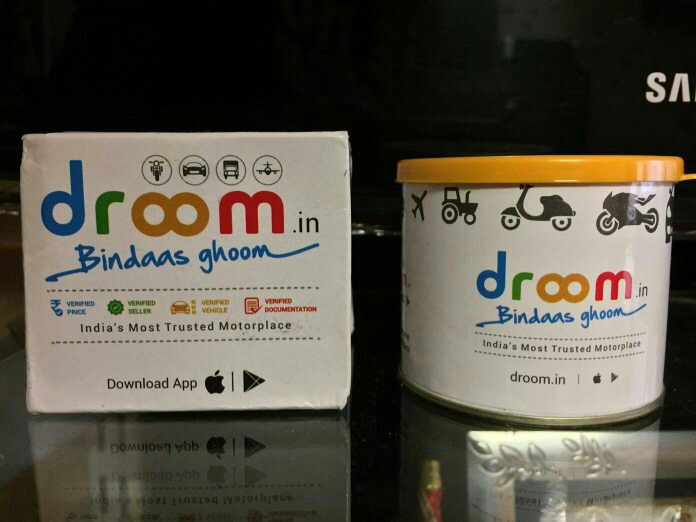 SA
droom.in
Bindaas ghoom
VERIFIED PRICE
VERIFIED SELLER
VERIFIED VEHICLE
VERIFIED DOCUMENTATION
India's Most Trusted Motorplace
Download App
droom.in
Bindaas ghoom
India's Most Trusted Motorplace
droom.in |